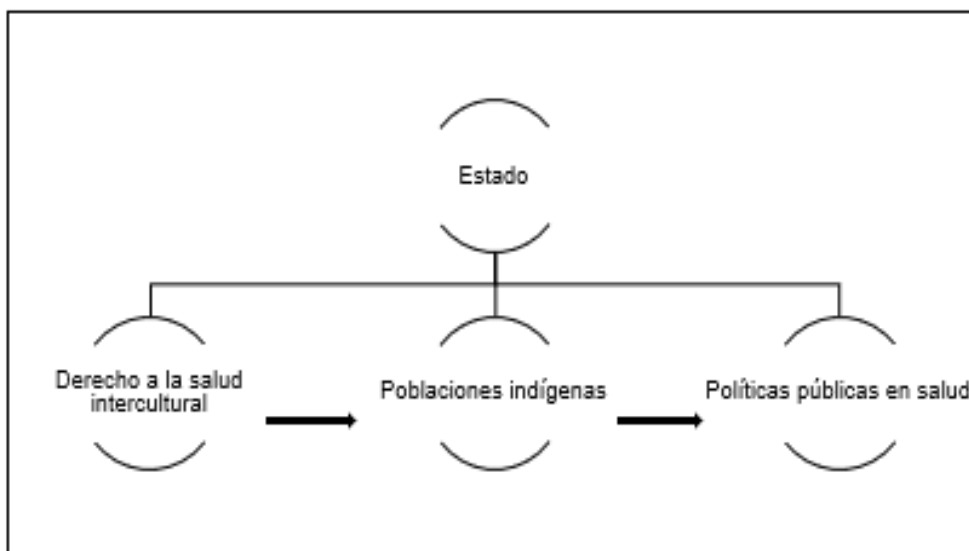 Estado
Derecho a la salud
intercultural
Poblaciones indígenas
Políticas públicas en salud